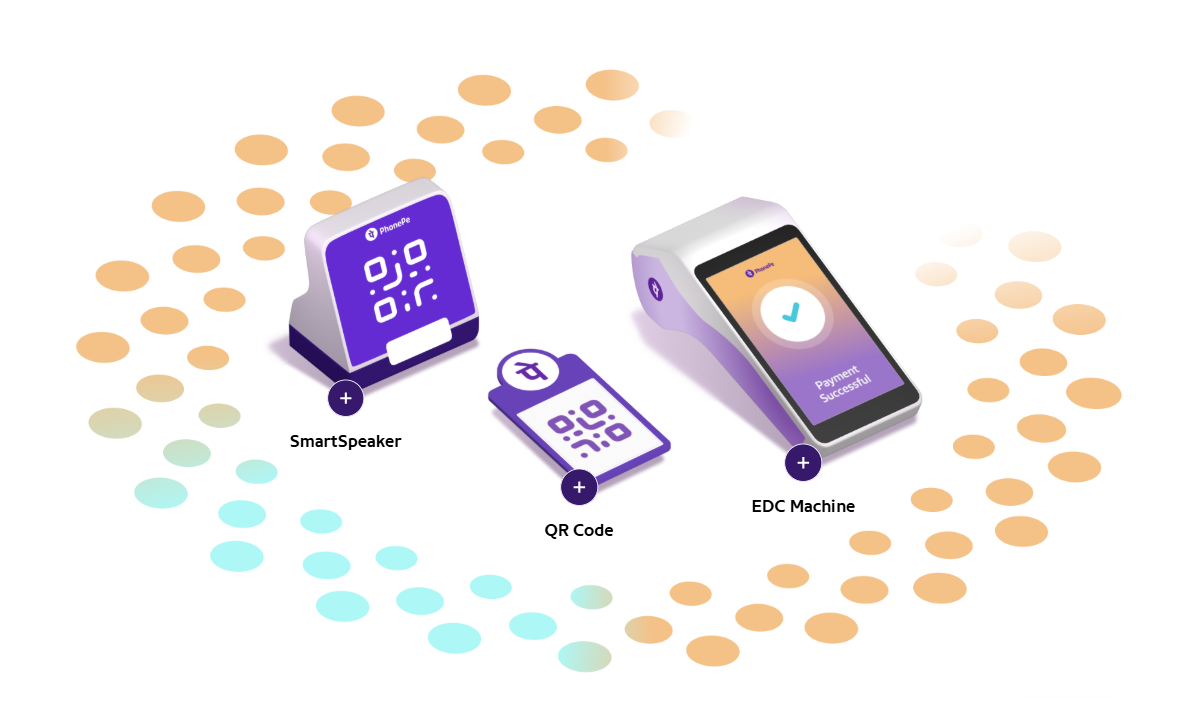 PhonePe
PhonePe
Payment
Successful
SmartSpeaker
QR Code
EDC Machine